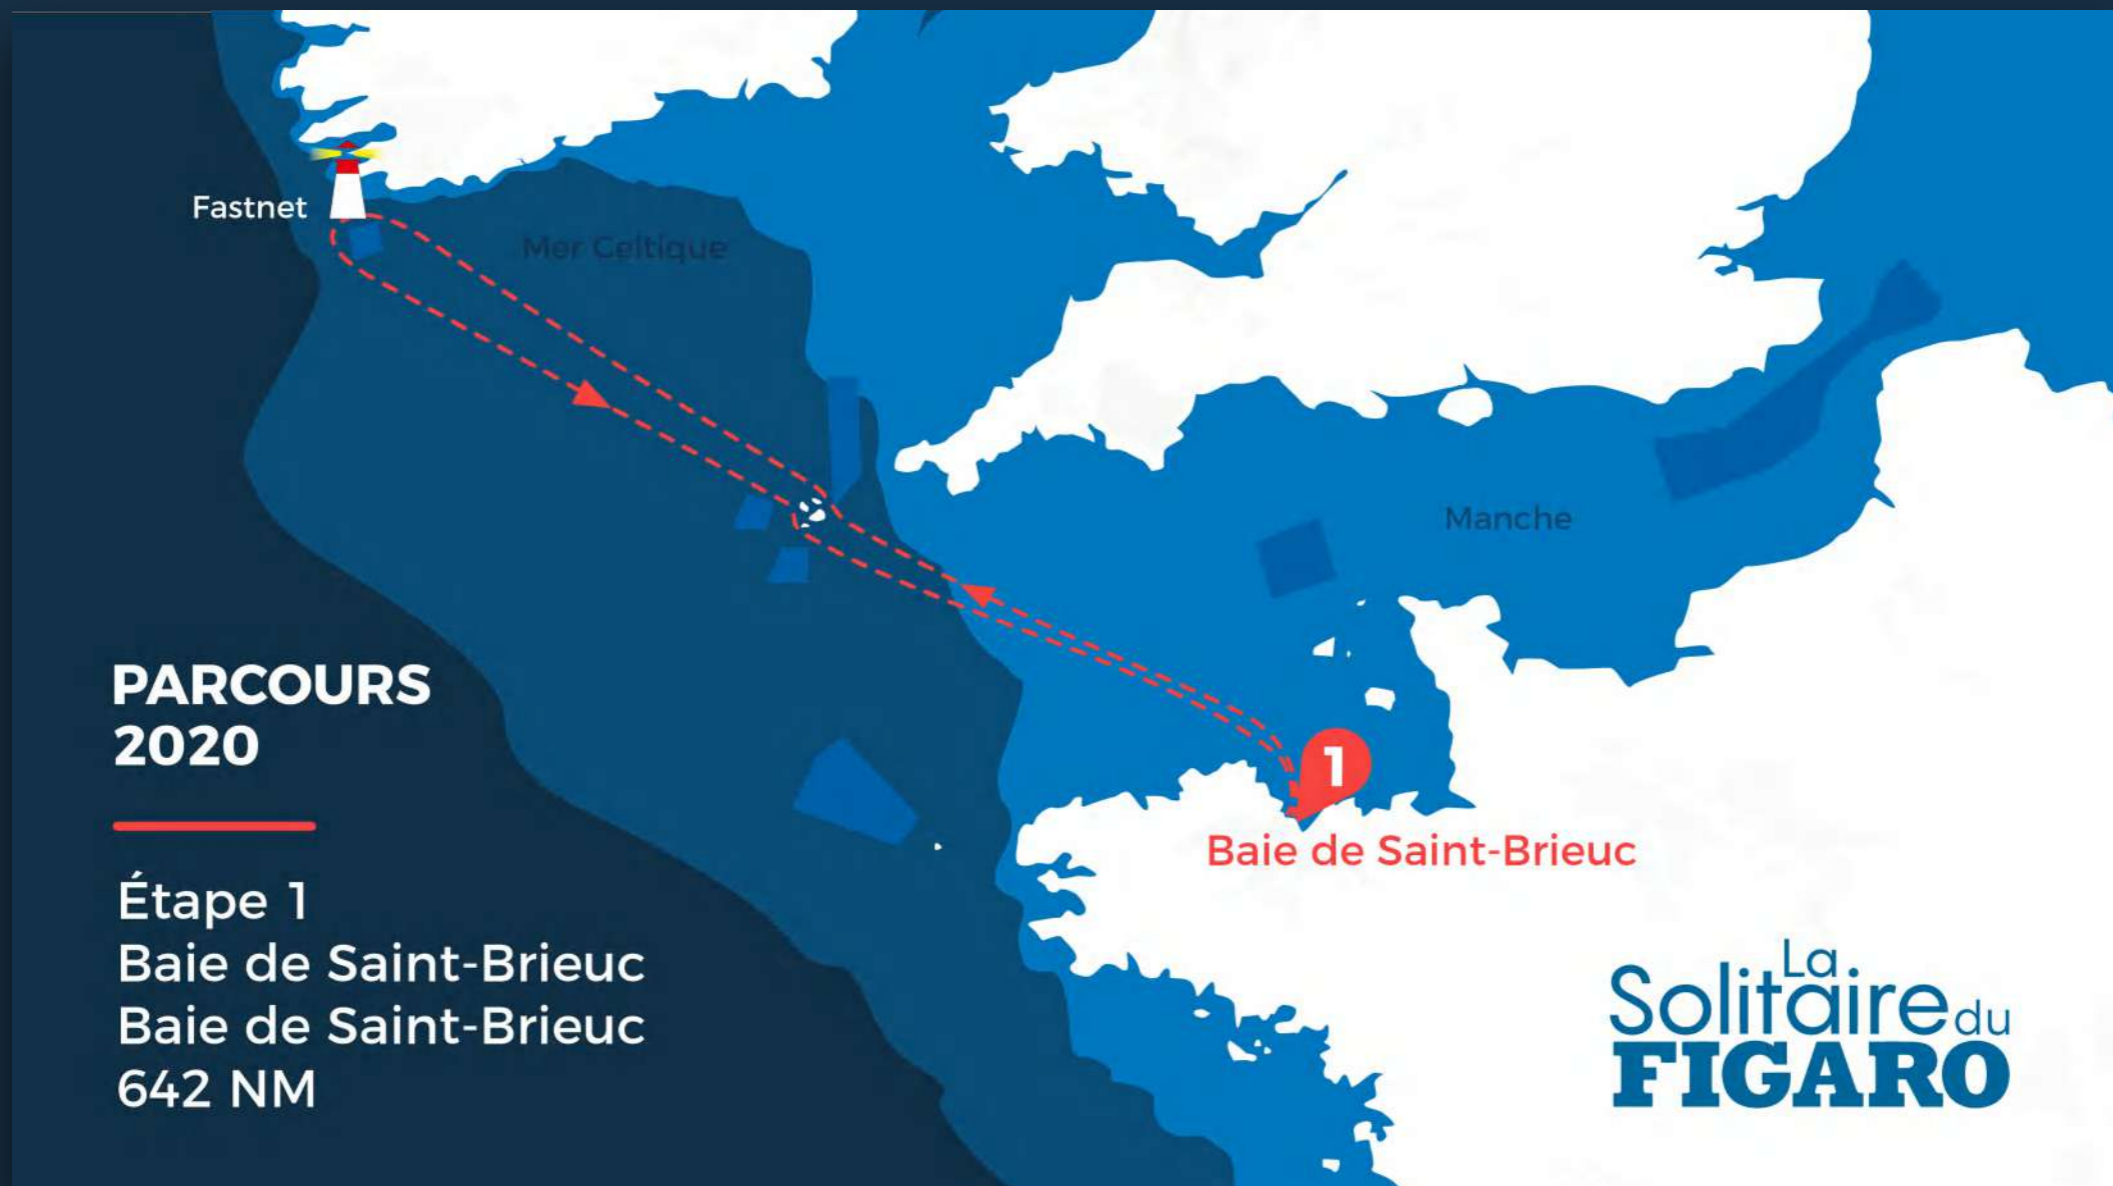 Fastnet
Mer Celtique
Manche
PARCOURS
2020
1
Baie de Saint-Brieuc
Étape 1
Baie de Saint-Brieuc
Baie de Saint-Brieuc
642 NM
La
Solitaire du
FIGARO